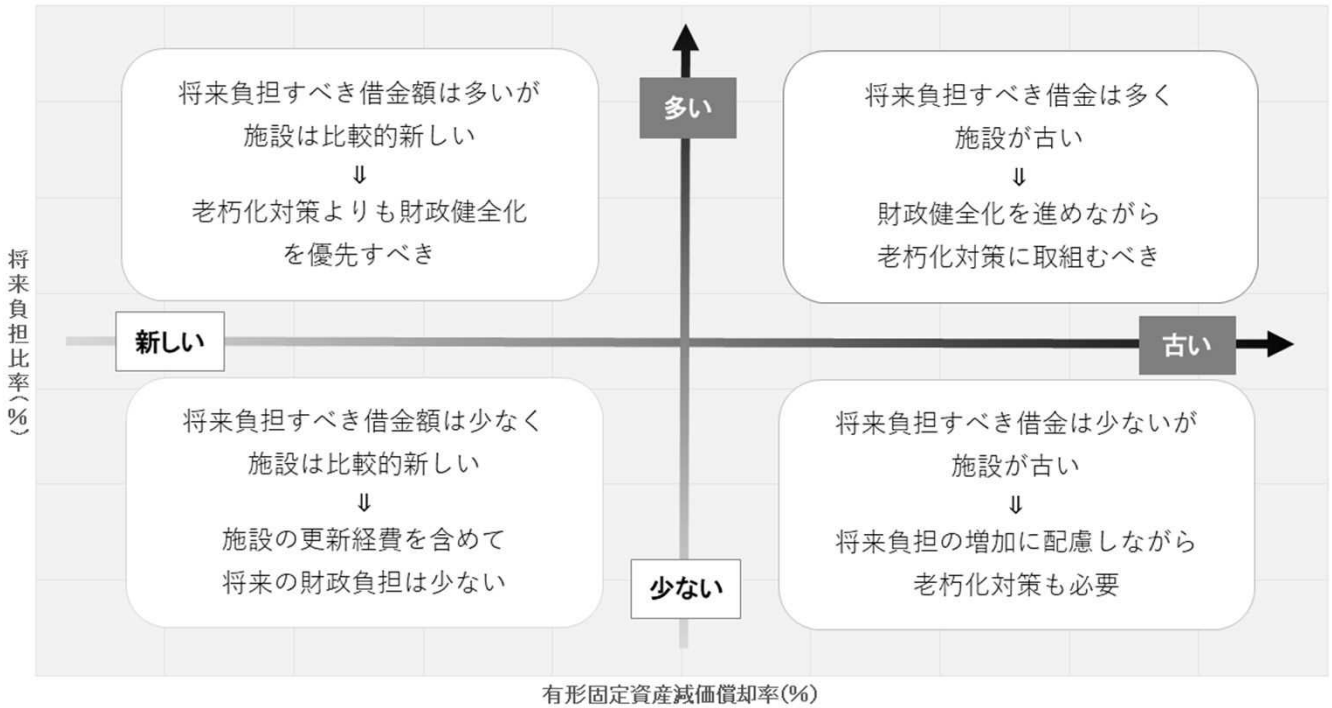 将来負担すべき借金額は多いが
施設は比較的新しい
⇓
老朽化対策よりも財政健全化
を優先すべき
多い
将来負担すべき借金は多く
施設が古い
⇓
財政健全化を進めながら
老朽化対策に取組むべき
将来負担比率(%)
新しい
古い
将来負担すべき借金額は少なく
施設は比較的新しい
⇓
施設の更新経費を含めて
将来の財政負担は少ない
少ない
将来負担すべき借金は少ないが
施設が古い
⇓
将来負担の増加に配慮しながら
老朽化対策も必要
有形固定資産減価償却率(%)